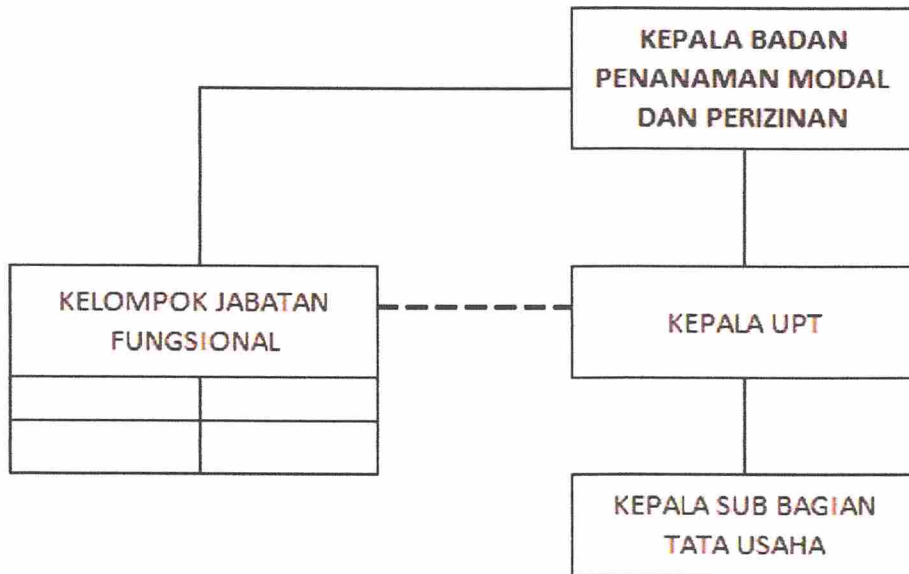 KEPALA BADAN
PENANAMAN MODAL
DAN PERIZINAN
KELOMPOK JABATAN
FUNGSIONAL
KEPALA UPT
KEPALA SUB BAGIAN
TATA USAHA